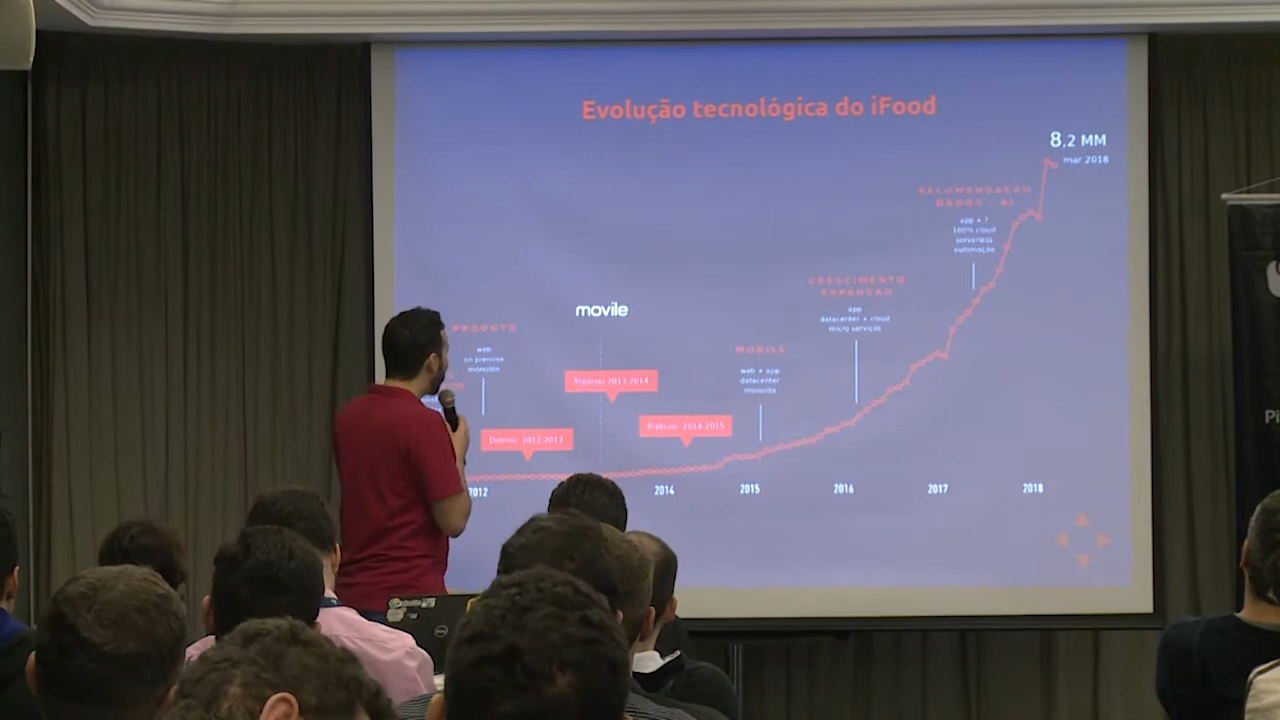 Evolução tecnológica do iFood
8,2 MM
mar 2018
RECOMENDAÇÃO
DADOS / AI
app + ?
100% cloud
serverless
automação
CRESCIMENTO
EXPANSÃO
app
datacenter + cloud
micro serviços
movile
PRODUTO
web
on premise
monolito
MOBILE
web + app
datacenter
monolito
Triplicou 2013-2014
Triplicou 2014-2015
Dobrou 2012-2013
2012
2014
2015
2016
2017
2018
DELL